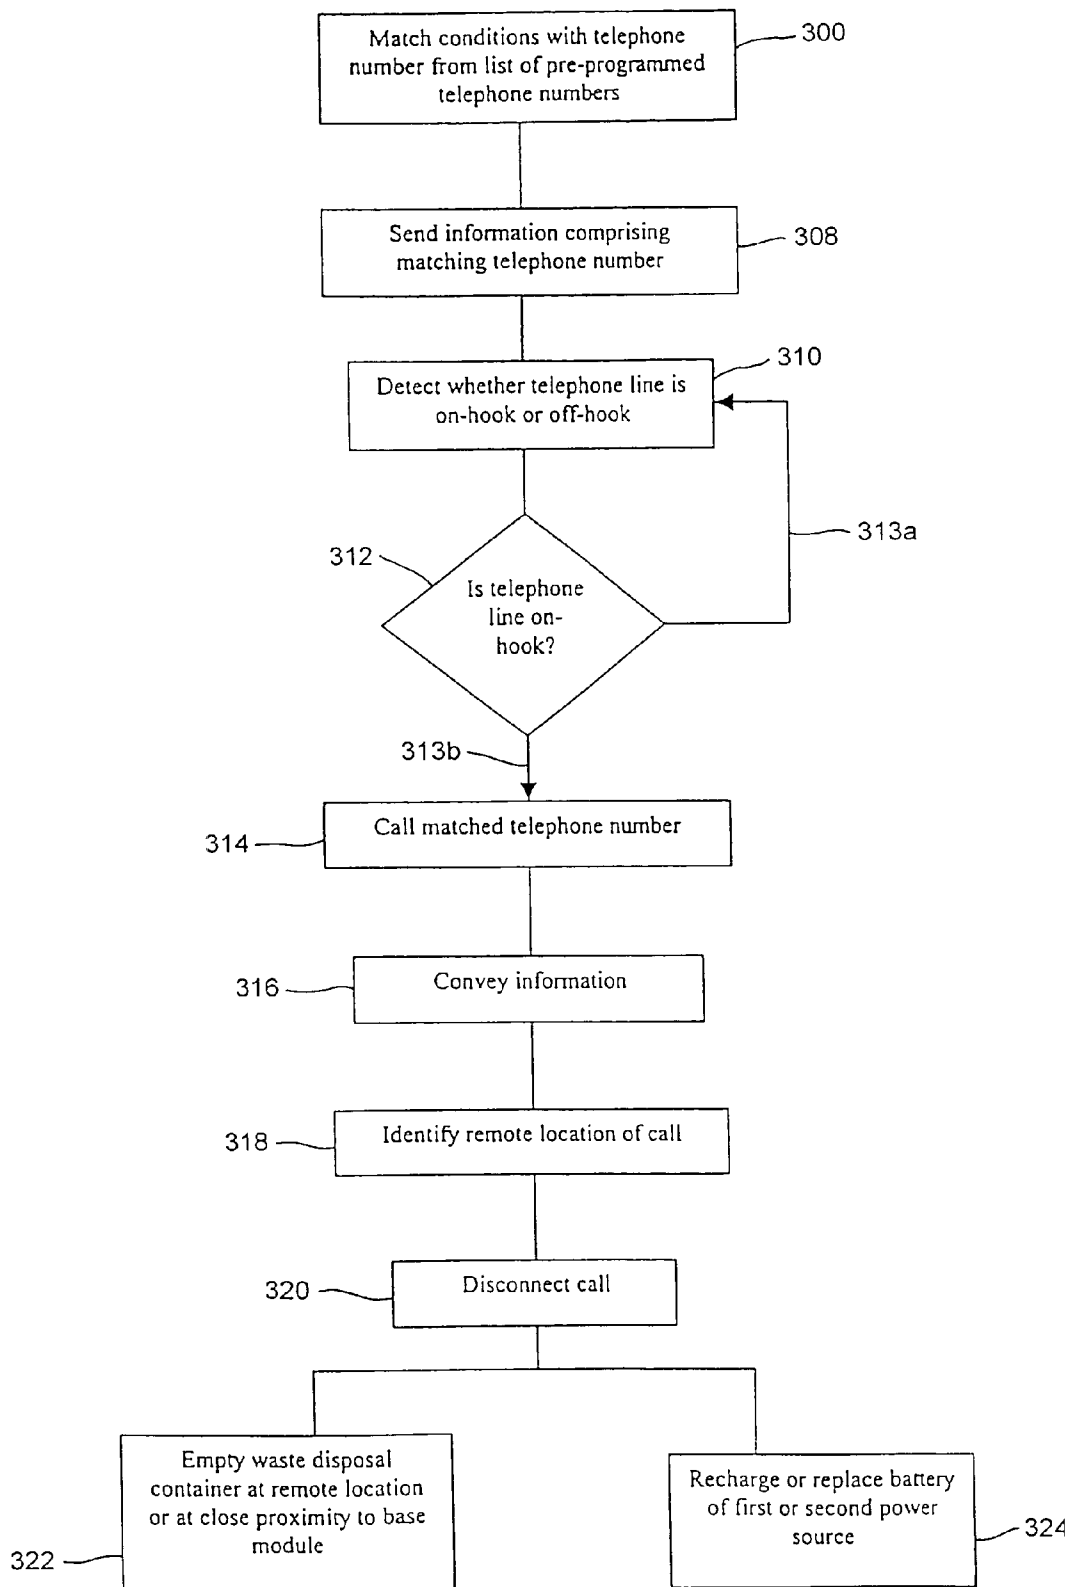 Match conditions with telephone
number from list of pre-programmed
telephone numbers
300
Send information comprising
matching telephone number
308
Detect whether telephone line is
on-hook or off-hook
310
313a
312
Is telephone
line on-
hook?
313b
Call matched telephone number
314
Convey information
316
Identify remote location of call
318
Disconnect call
320
Empty waste disposal
container at remote location
or at close proximity to base
module
322
Recharge or replace battery
of first or second power
source
324